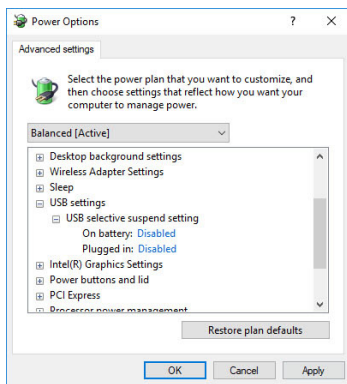 Power Options
?
Advanced settings
Select the power plan that you want to customize, and
then choose settings that reflect how you want your
computer to manage power.
Balanced [Active]
Desktop background settings
Wireless Adapter Settings
Sleep
USB settings
USB selective suspend setting
On battery: Disabled
Plugged in: Disabled
Intel(R) Graphics Settings
Power buttons and lid
PCI Express
Processor power management
Restore plan defaults
OK
Cancel
Apply